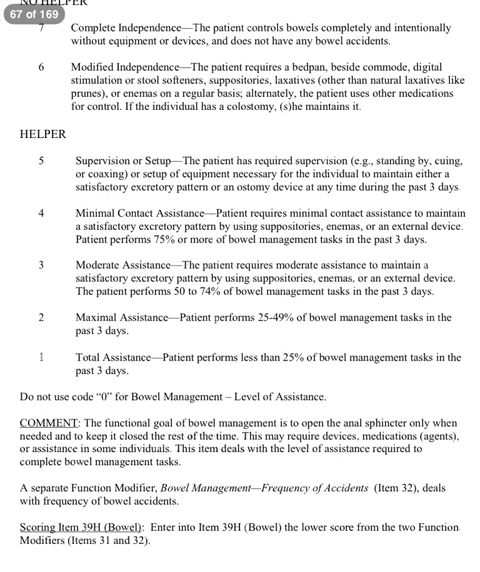 NO HELPER
67 of 169
7 Complete Independence—The patient controls bowels completely and intentionally
without equipment or devices, and does not have any bowel accidents.
6 Modified Independence—The patient requires a bedpan, beside commode, digital
stimulation or stool softeners, suppositories, laxatives (other than natural laxatives like
prunes), or enemas on a regular basis; alternately, the patient uses other medications
for control. If the individual has a colostomy, (s)he maintains it.
HELPER
5 Supervision or Setup—The patient has required supervision (e.g., standing by, cuing,
or coaxing) or setup of equipment necessary for the individual to maintain either a
satisfactory excretory pattern or an ostomy device at any time during the past 3 days.
4 Minimal Contact Assistance—Patient requires minimal contact assistance to maintain
a satisfactory excretory pattern by using suppositories, enemas, or an external device.
Patient performs 75% or more of bowel management tasks in the past 3 days.
3 Moderate Assistance—The patient requires moderate assistance to maintain a
satisfactory excretory pattern by using suppositories, enemas, or an external device.
The patient performs 50 to 74% of bowel management tasks in the past 3 days.
2 Maximal Assistance—Patient performs 25-49% of bowel management tasks in the
past 3 days.
1 Total Assistance—Patient performs less than 25% of bowel management tasks in the
past 3 days.
Do not use code “0” for Bowel Management – Level of Assistance.
COMMENT: The functional goal of bowel management is to open the anal sphincter only when
needed and to keep it closed the rest of the time. This may require devices, medications (agents),
or assistance in some individuals. This item deals with the level of assistance required to
complete bowel management tasks.
A separate Function Modifier, Bowel Management—Frequency of Accidents (Item 32), deals
with frequency of bowel accidents.
Scoring Item 39H (Bowel): Enter into Item 39H (Bowel) the lower score from the two Function
Modifiers (Items 31 and 32).